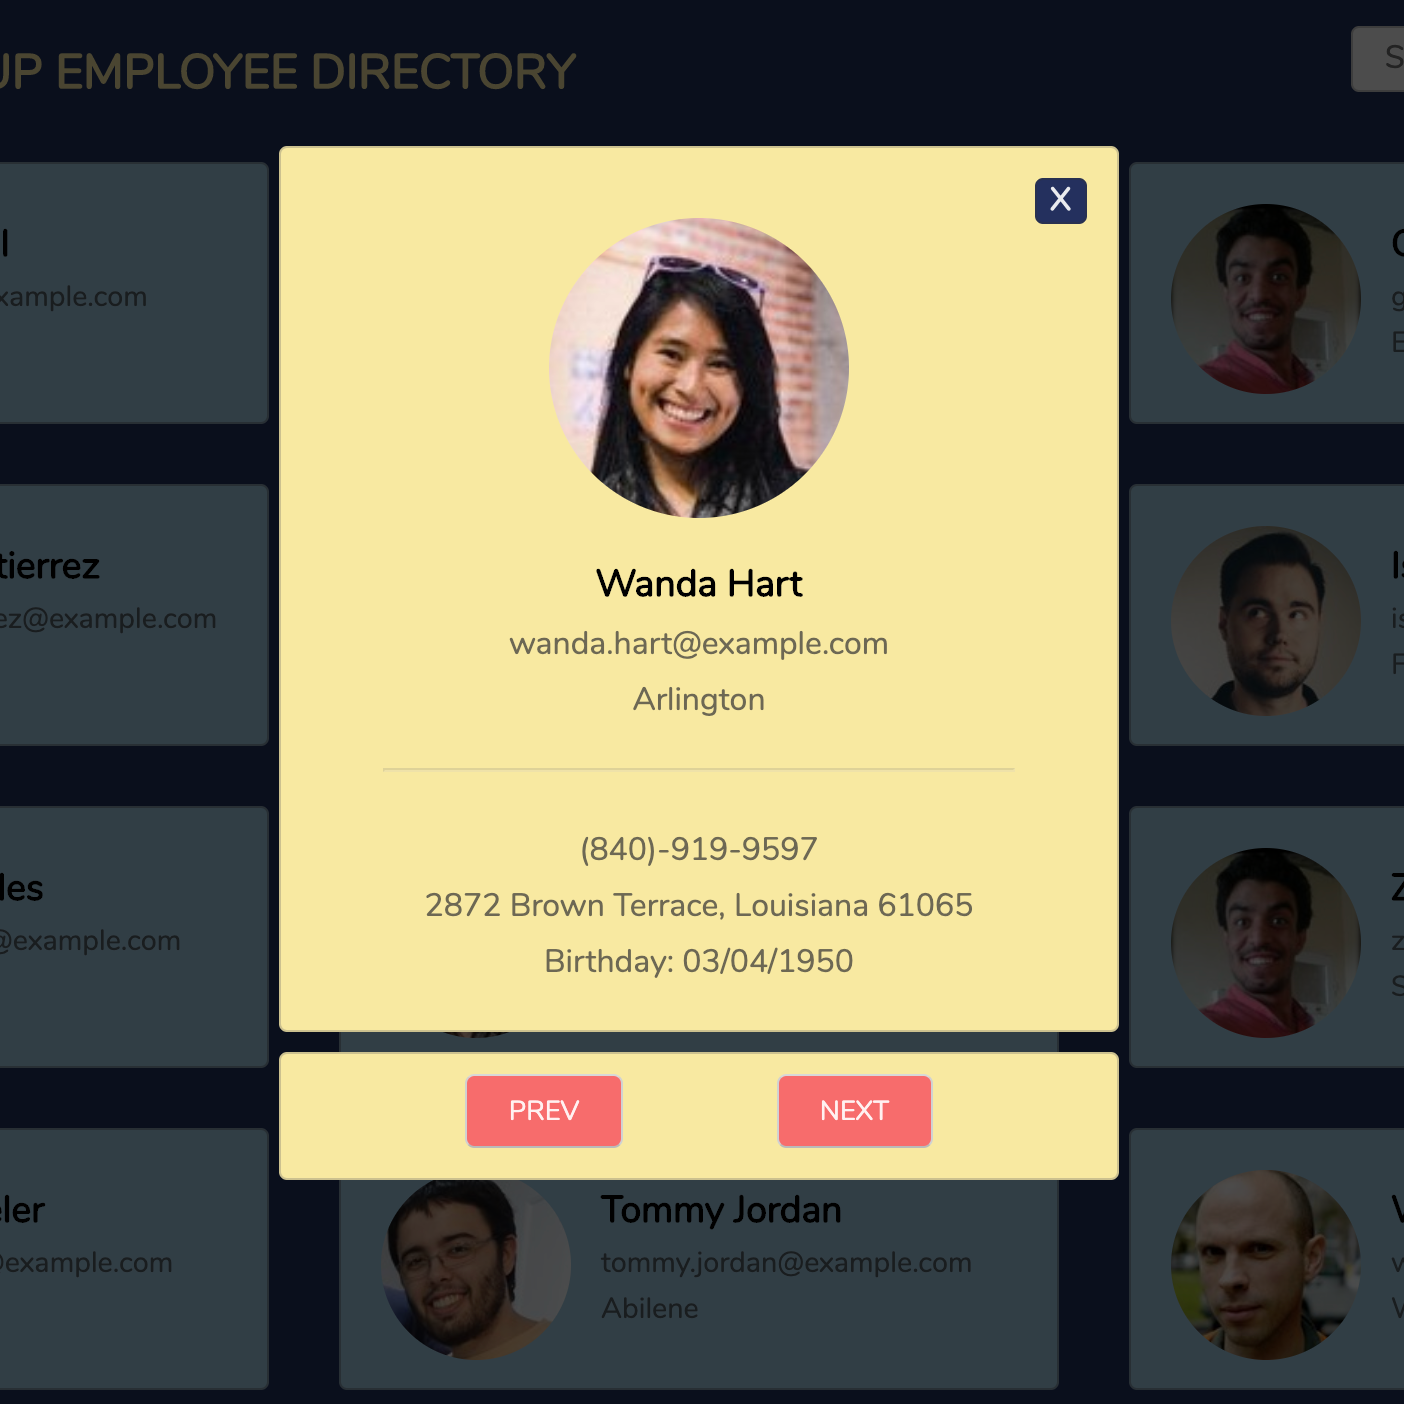 UP EMPLOYEE DIRECTORY
X
xample.com
Wanda Hart
wanda.hart@example.com
Arlington
(840)-919-9597
2872 Brown Terrace, Louisiana 61065
Birthday: 03/04/1950
PREV
NEXT
tierrez
ez@example.com
les
@example.com
eler
@example.com
Tommy Jordan
tommy.jordan@example.com
Abilene